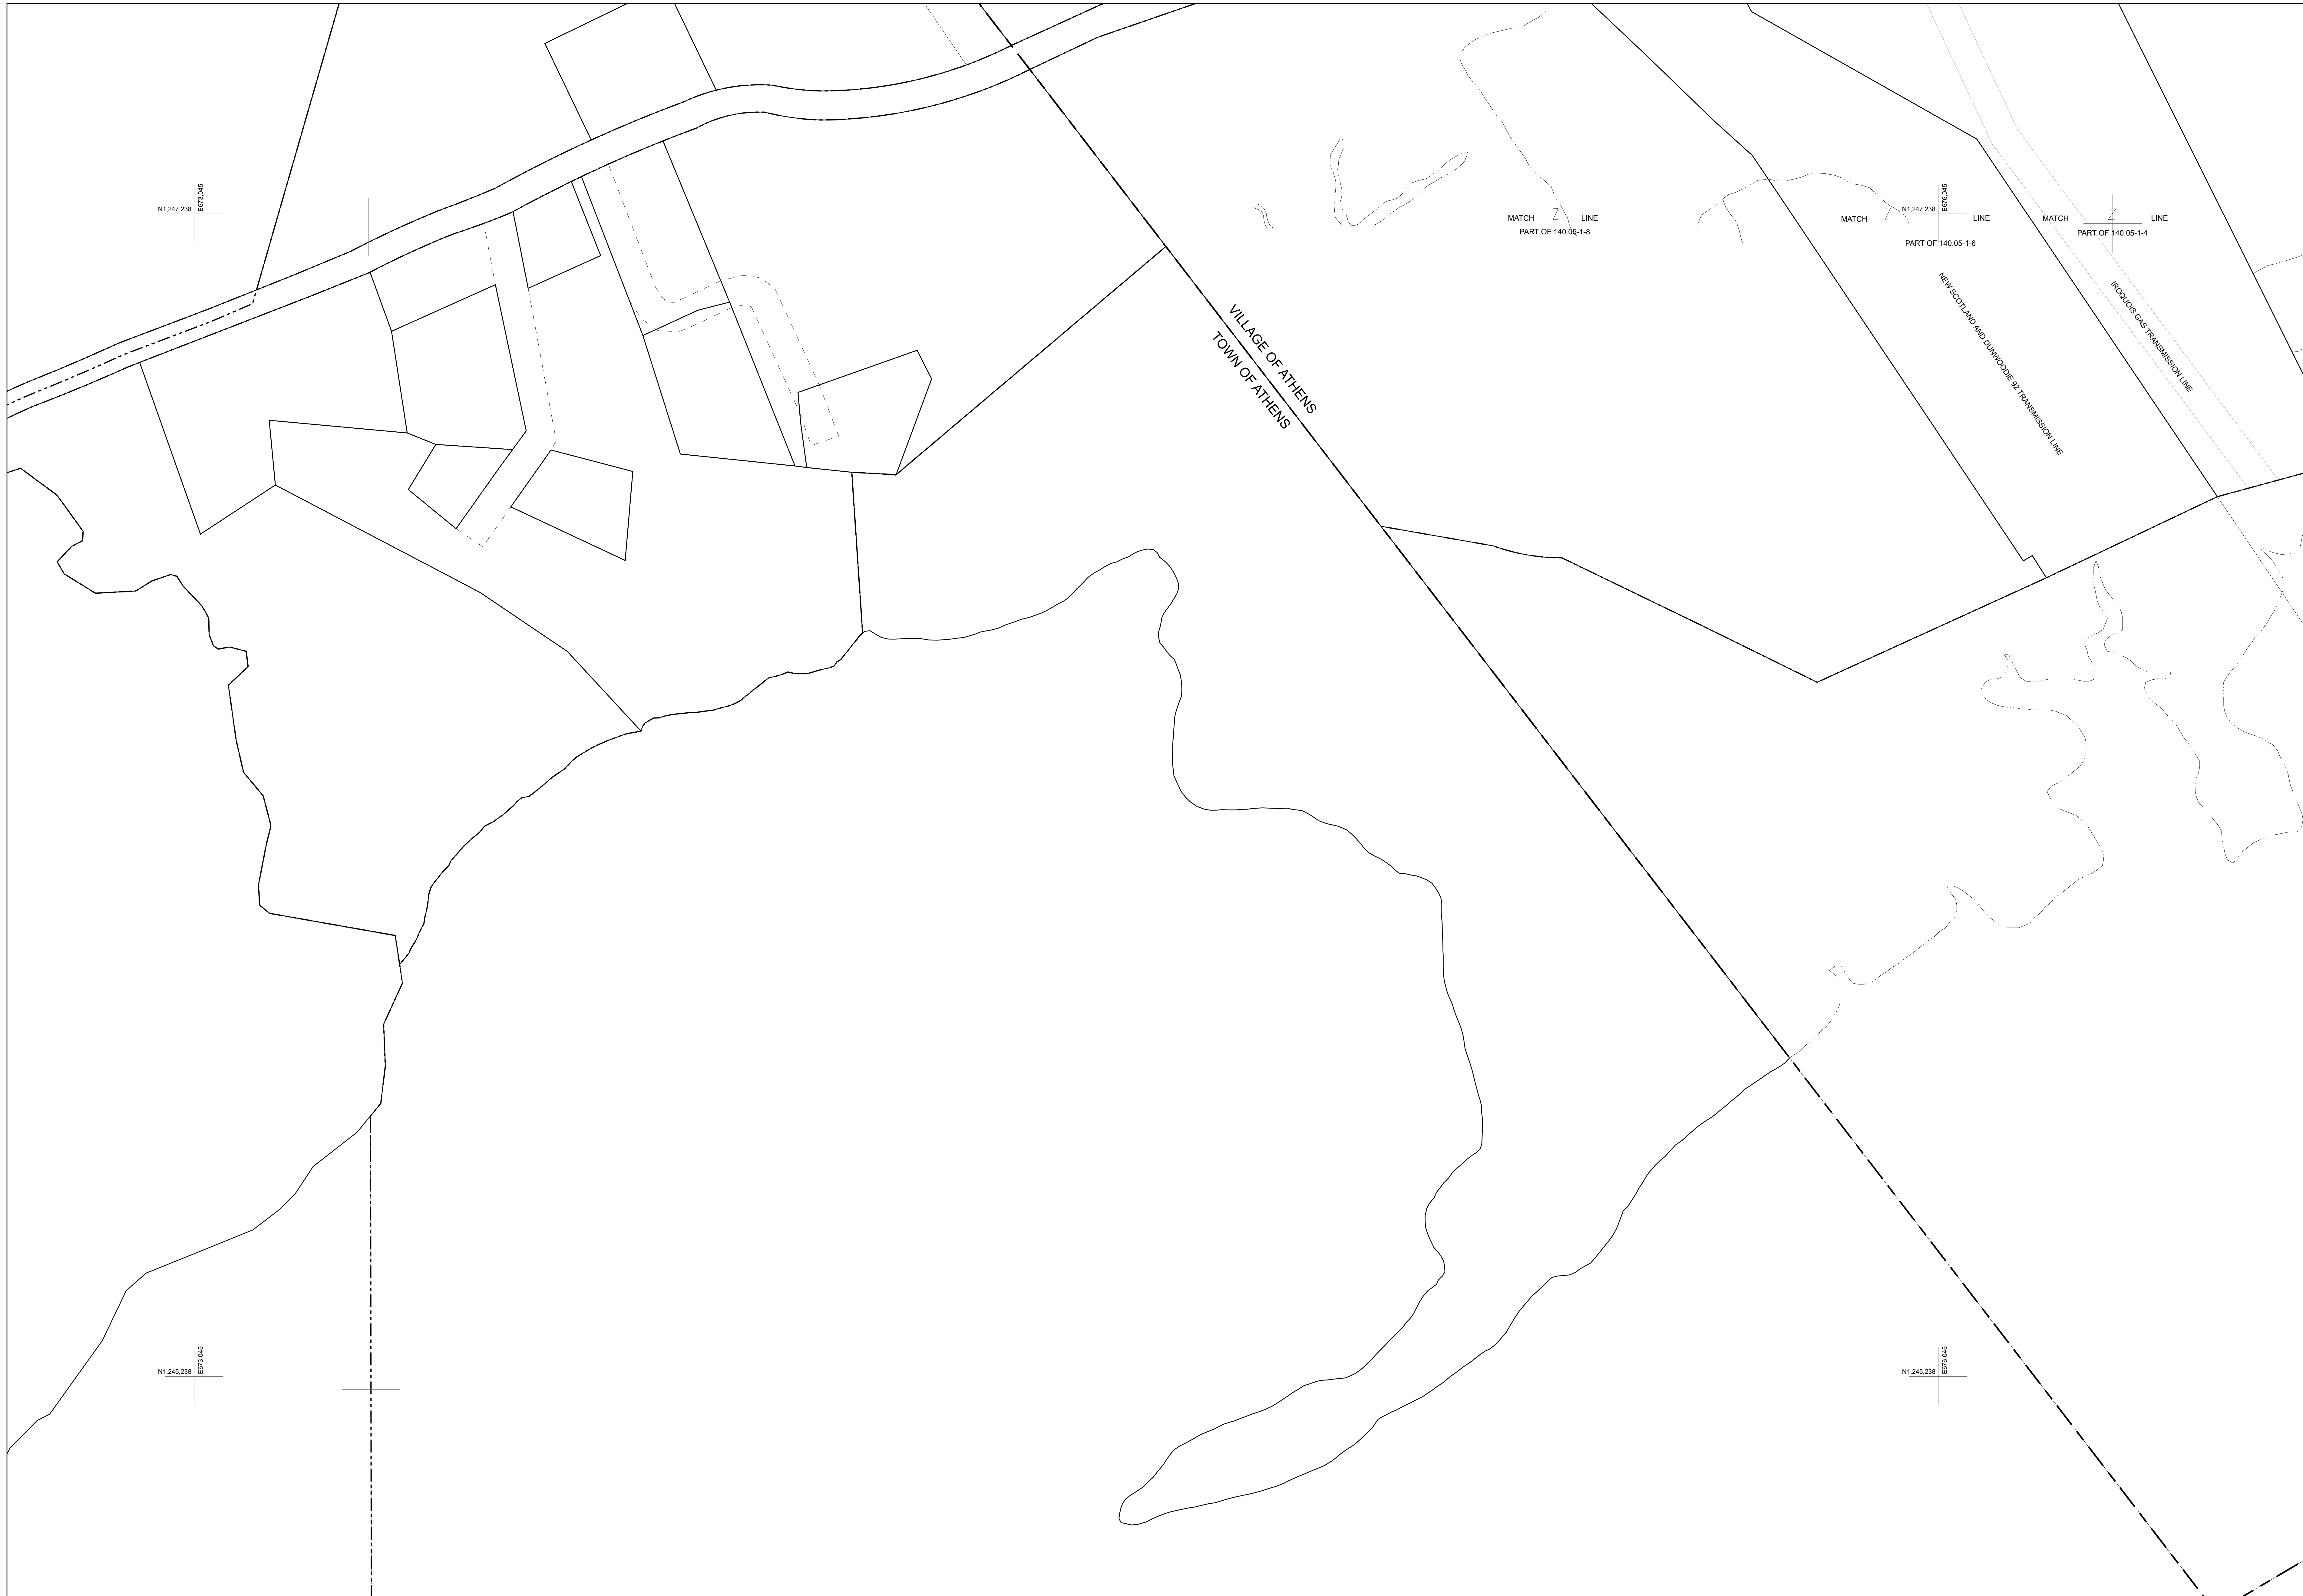 N1,247,238
E673,045
N1,247,238
E676,045
MATCH LINE
MATCH LINE
MATCH LINE
PART OF 140.05-1-8
PART OF 140.05-1-6
PART OF 140.05-1-4
NEW SCOTLAND AND DUNWOODIE 92 TRANSMISSION LINE
IROQUOIS GAS TRANSMISSION LINE
VILLAGE OF ATHENS
TOWN OF ATHENS
N1,245,238
E673,045
N1,245,238
E676,045